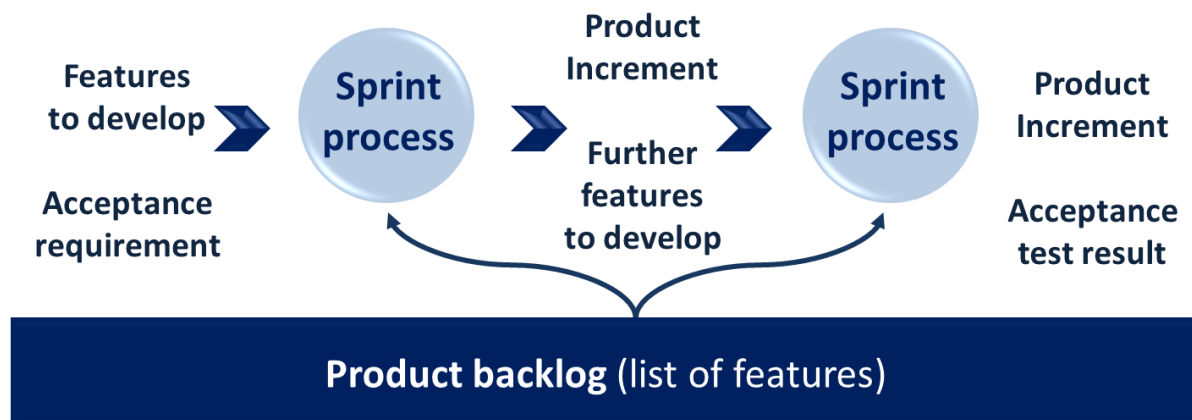 Features
to develop
Acceptance
requirement
Sprint
process
Product
Increment
Further
features
to develop
Sprint
process
Product
Increment
Acceptance
test result
Product backlog (list of features)